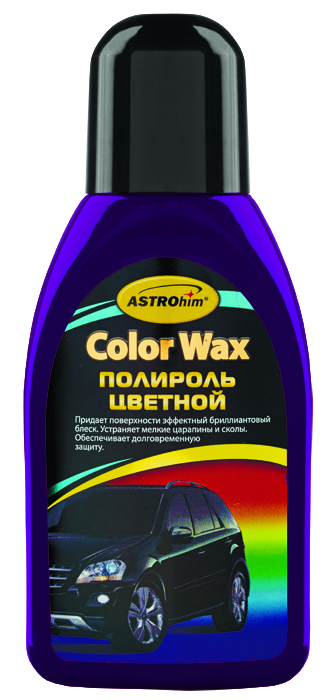 ASTROhim®
Color Wax
ПОЛИРОЛЬ
ЦВЕТНОЙ
Придает поверхности эффектный бриллиантовый
блеск. Устраняет мелкие царапины и сколы.
Обеспечивает долговременную
защиту.